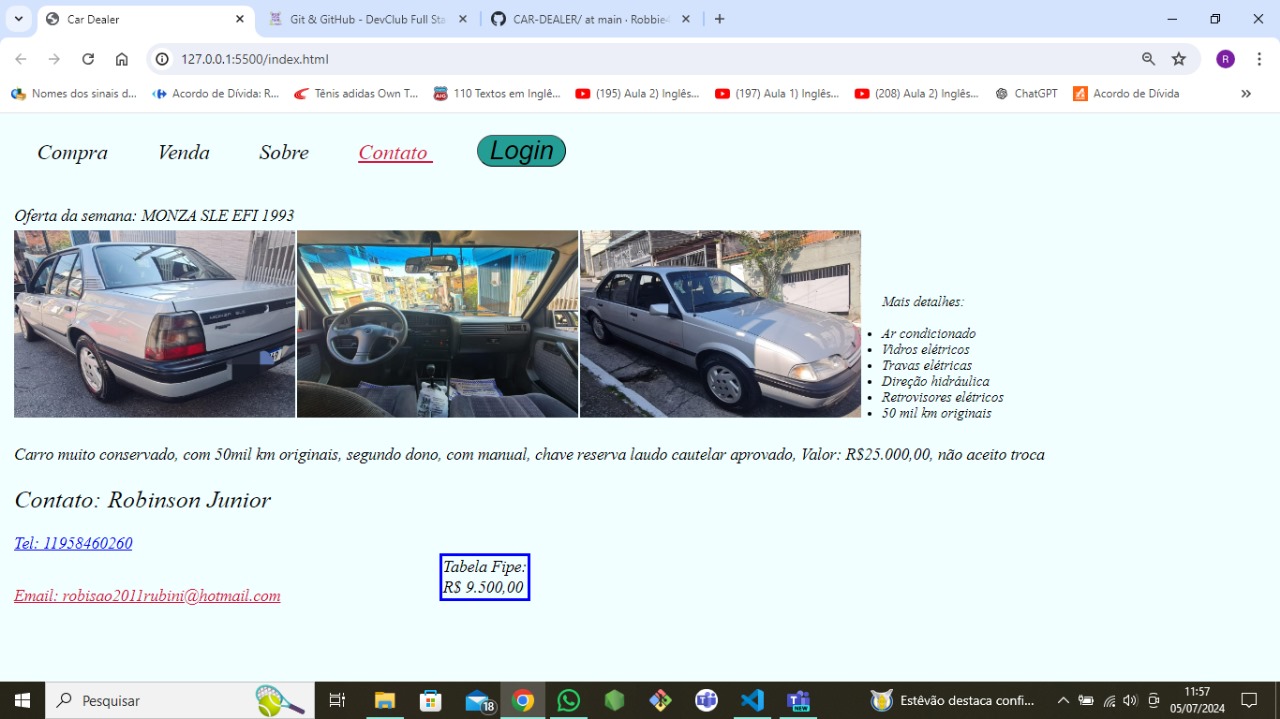 Car Dealer
Git & GitHub - DevClub Full Sta
CAR-DEALER/ at main · Robbie
127.0.0.1:5500/index.html
R
Nomes dos sinais d...
Acordo de Dívida: R...
Tênis adidas Own T...
110 Textos em Inglê...
(195) Aula 2) Inglês...
(197) Aula 1) Inglês...
(208) Aula 2) Inglês...
ChatGPT
Acordo de Dívida
»
Compra
Venda
Sobre
Contato
Login
Oferta da semana: MONZA SLE EFI 1993
Mais detalhes:
Ar condicionado
Vidros elétricos
Travas elétricas
Direção hidráulica
Retrovisores elétricos
50 mil km originais
Carro muito conservado, com 50mil km originais, segundo dono, com manual, chave reserva laudo cautelar aprovado, Valor: R$25.000,00, não aceito troca
Contato: Robinson Junior
Tel: 11958460260
Tabela Fipe:
R$ 9.500,00
Email: robisao2011rubini@hotmail.com
Pesquisar
18
NEW
Estêvão destaca confi...
11:57
05/07/2024